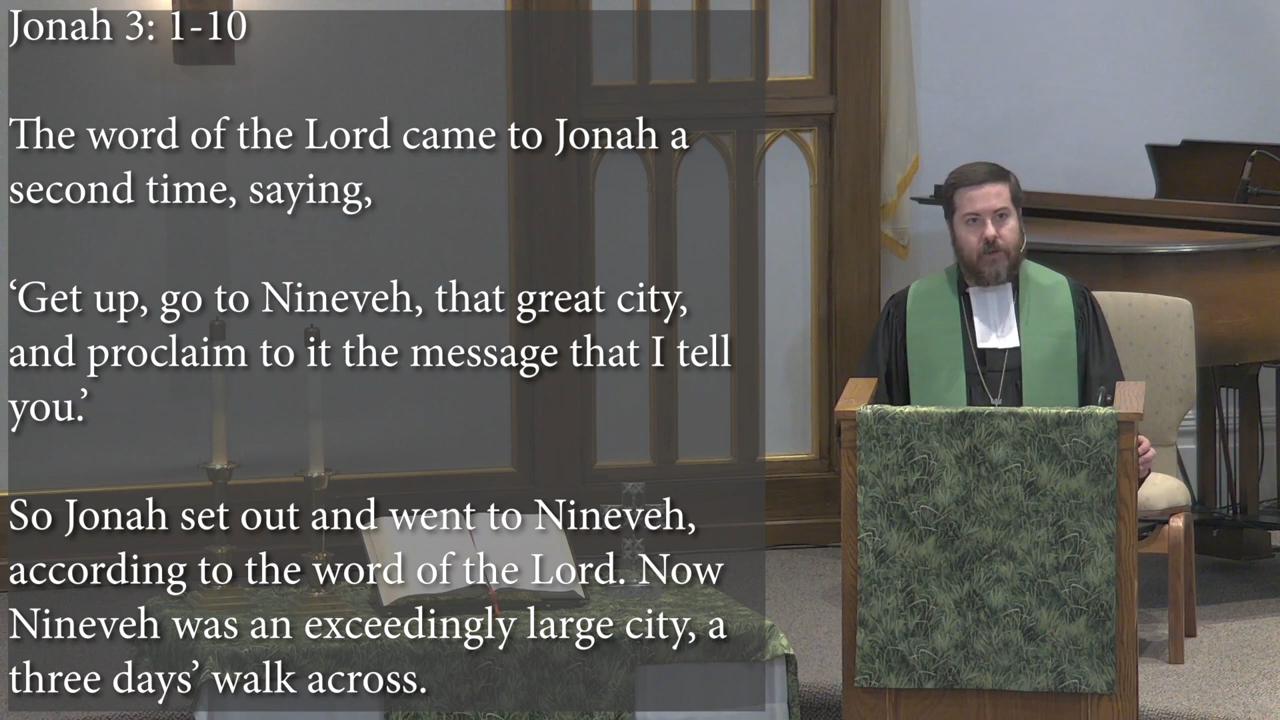 Jonah 3: 1-10
The word of the Lord came to Jonah a
second time, saying,
‘Get up, go to Nineveh, that great city,
and proclaim to it the message that I tell
you.’
So Jonah set out and went to Nineveh,
according to the word of the Lord. Now
Nineveh was an exceedingly large city, a
three days’ walk across.